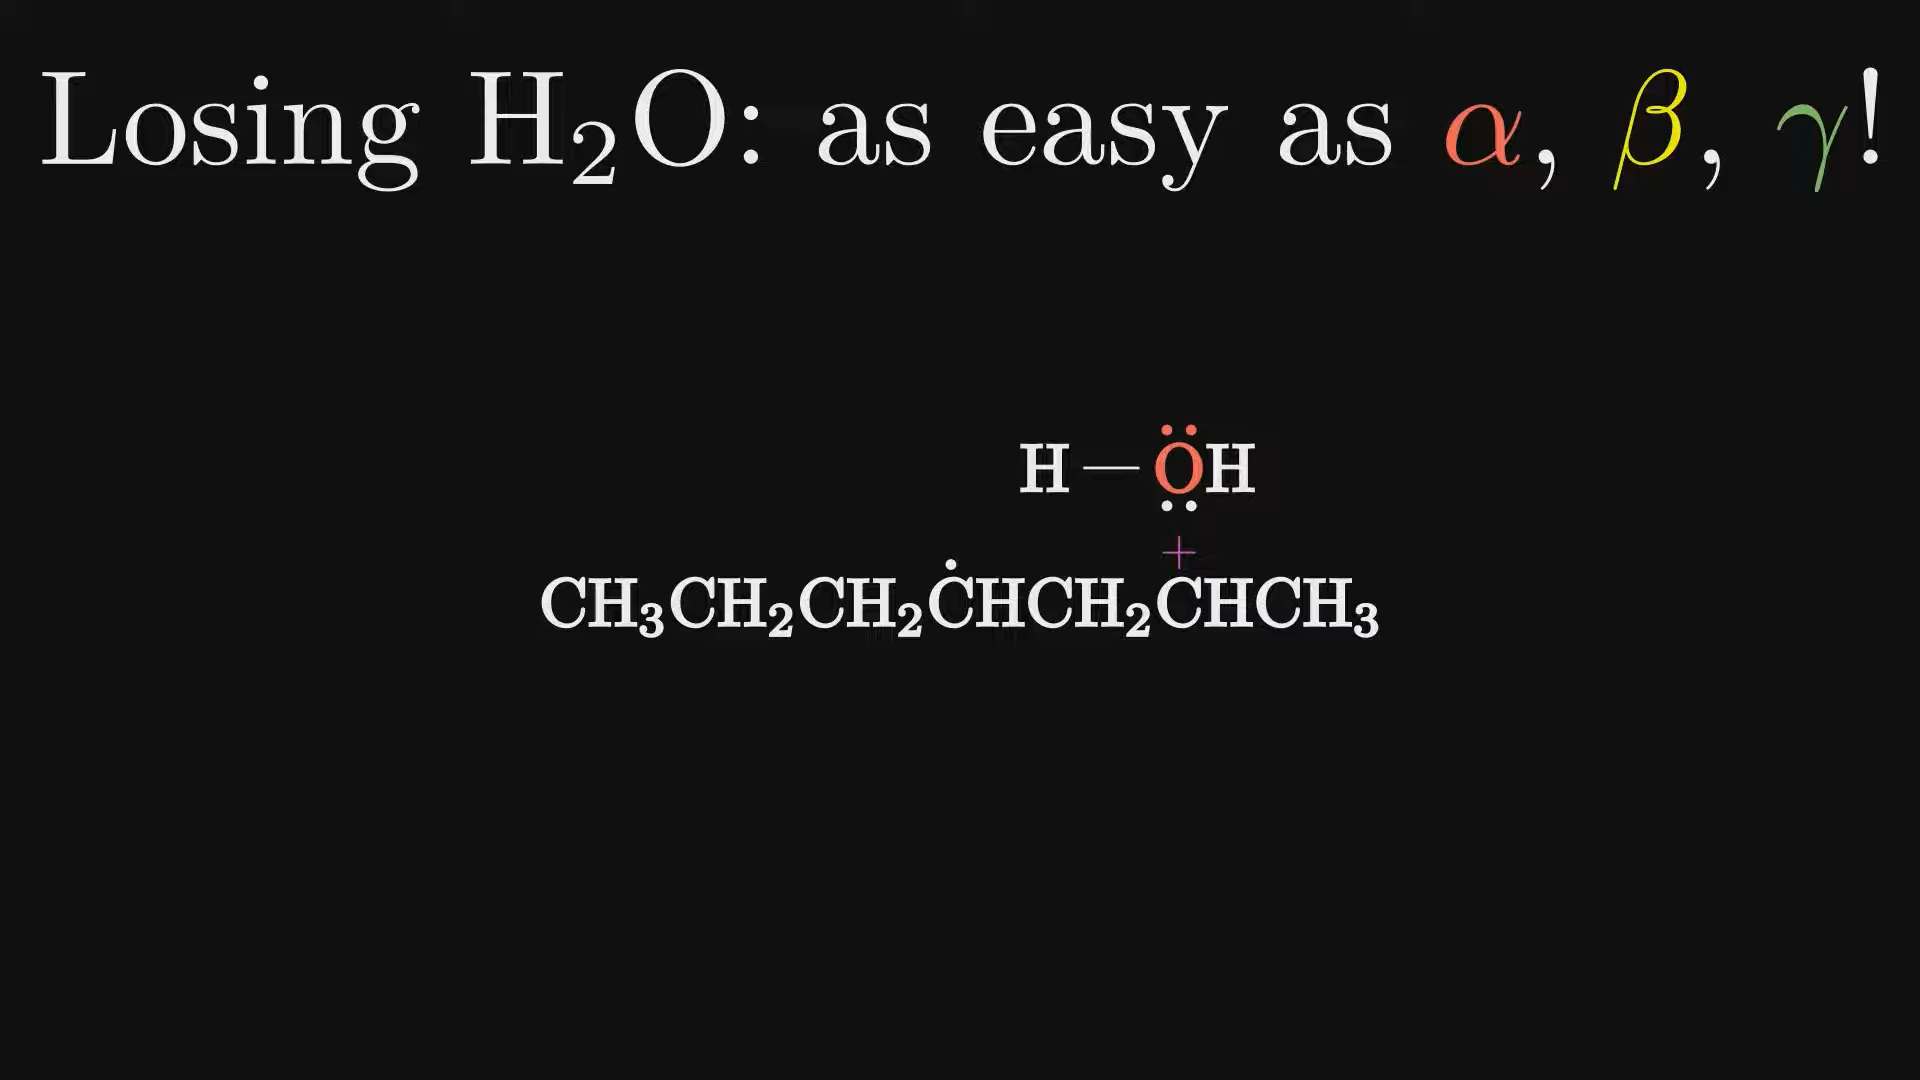 Losing H₂O: as easy as α, β, γ!
H — ÖH
+
CH₃CH₂CH₂ĊHCH₂CHCH₃